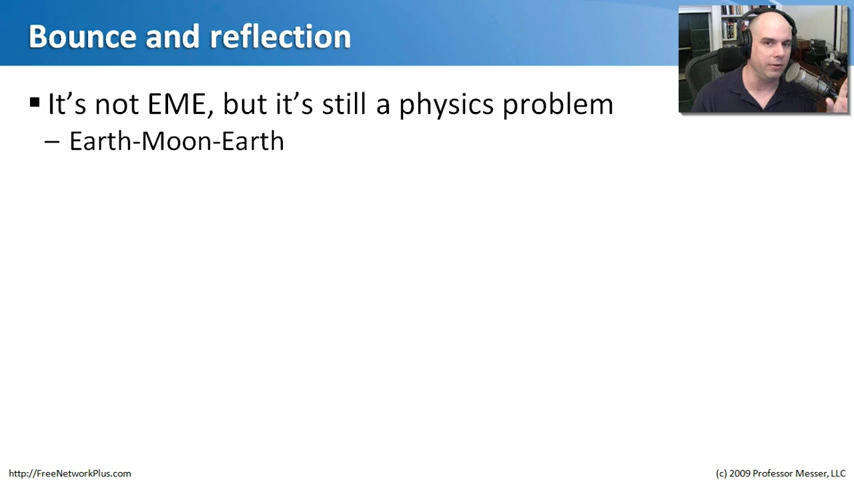 Bounce and reflection
▪ It's not EME, but it's still a physics problem
– Earth-Moon-Earth
http://FreeNetworkPlus.com
(c) 2009 Professor Messer, LLC